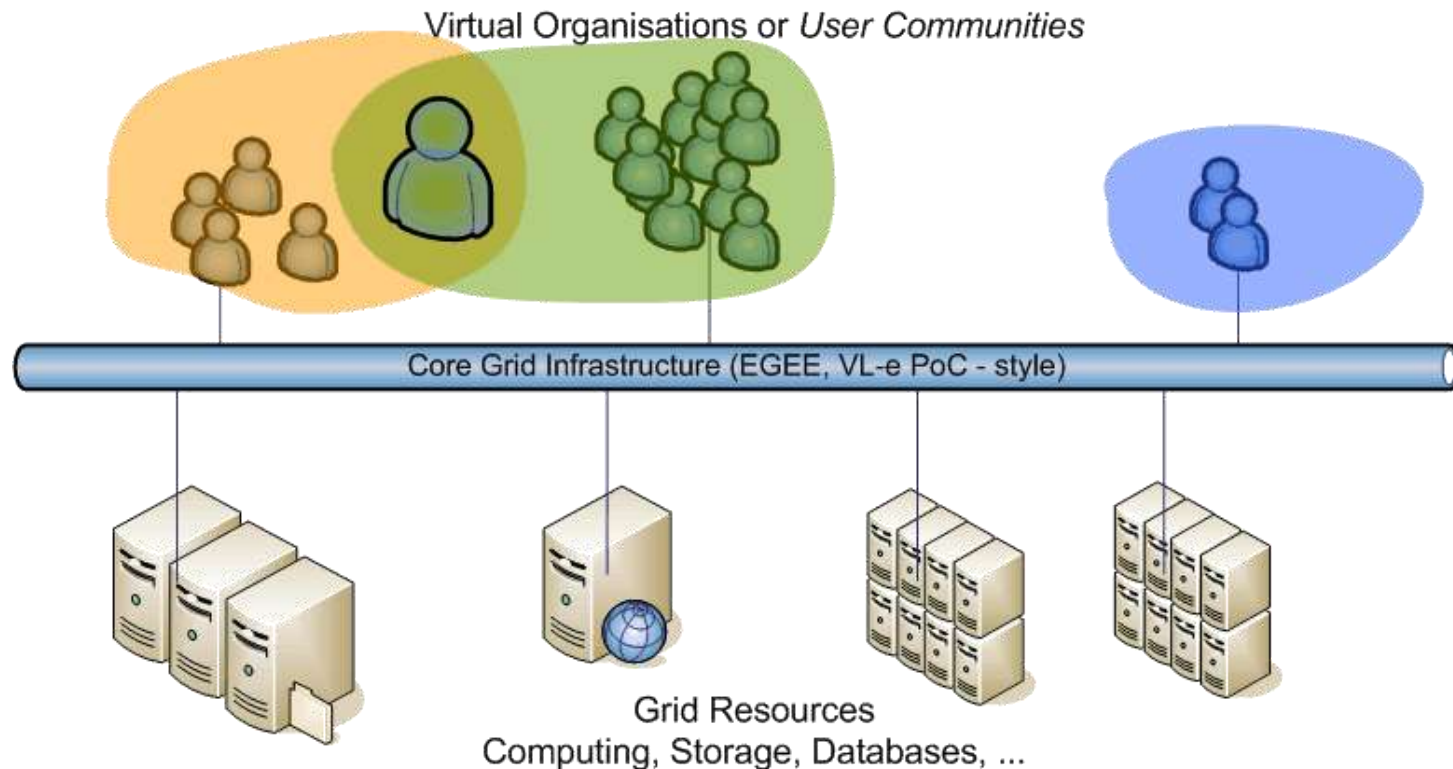 Virtual Organisations or User Communities
Core Grid Infrastructure (EGEE, VL-e PoC - style)
Grid Resources
Computing, Storage, Databases, ...